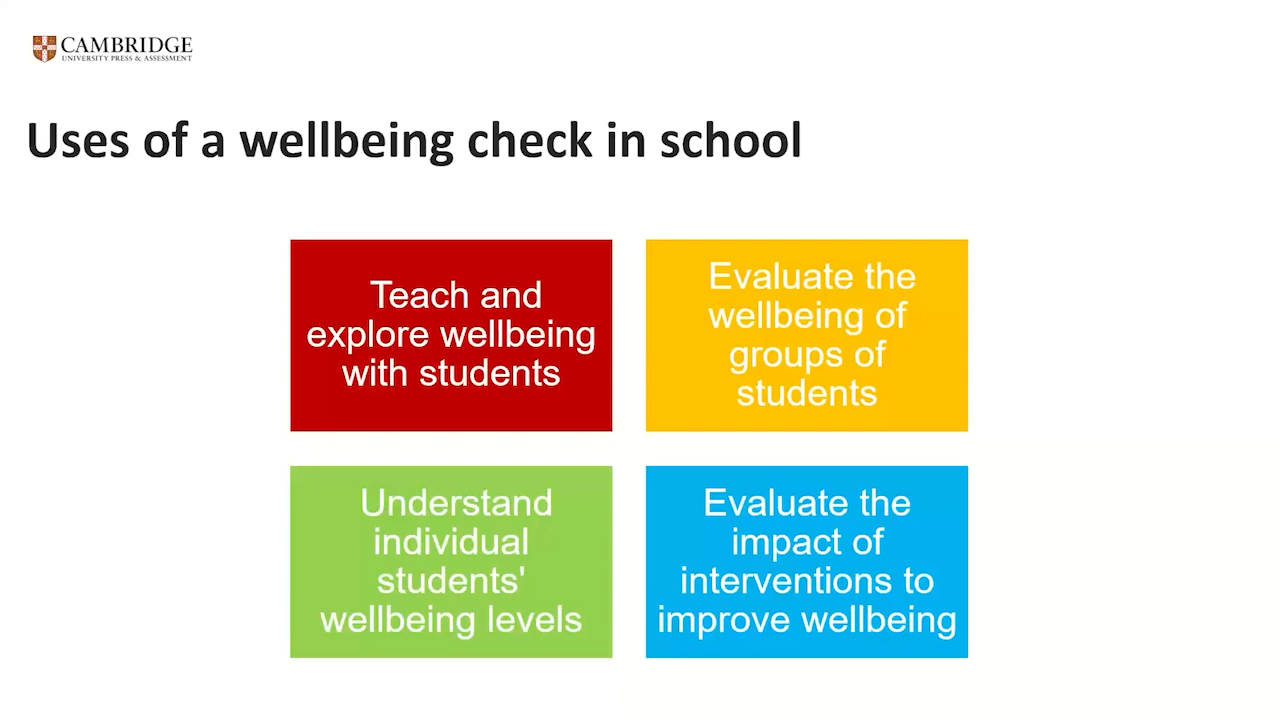 CAMBRIDGE
UNIVERSITY PRESS & ASSESSMENT
Uses of a wellbeing check in school
Teach and
explore wellbeing
with students
Evaluate the
wellbeing of
groups of
students
Understand
individual
students'
wellbeing levels
Evaluate the
impact of
interventions to
improve wellbeing